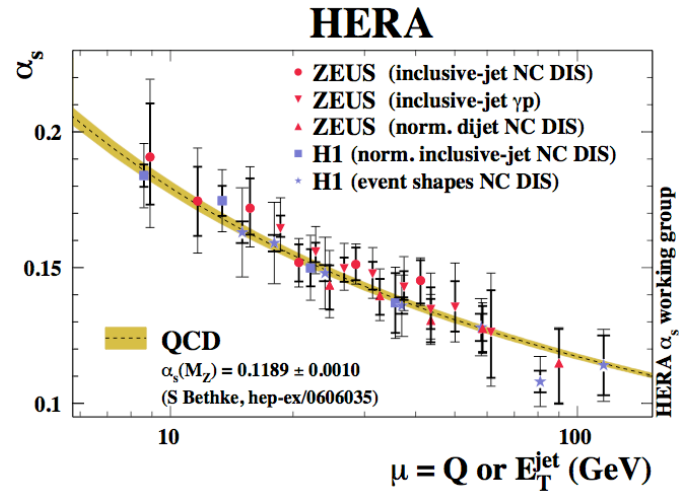 HERA
αs
0.2
0.15
0.1
ZEUS (inclusive-jet NC DIS)
ZEUS (inclusive-jet γp)
ZEUS (norm. dijet NC DIS)
H1 (norm. inclusive-jet NC DIS)
H1 (event shapes NC DIS)
QCD
αs(MZ) = 0.1189 ± 0.0010
(S Bethke, hep-ex/0606035)
HERA αs working group
10
100
μ = Q or ETjet (GeV)